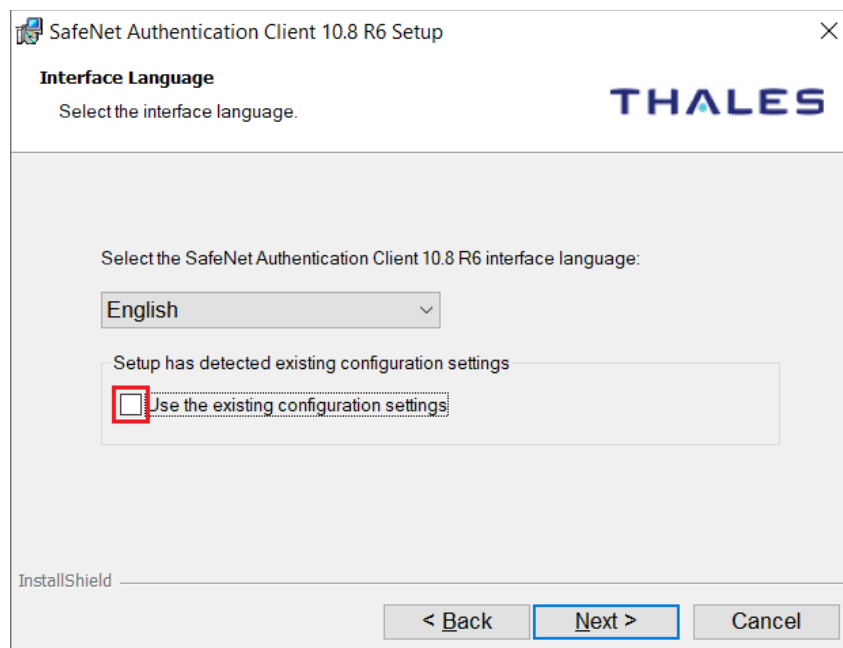 SafeNet Authentication Client 10.8 R6 Setup
Interface Language
Select the interface language.
THALES
Select the SafeNet Authentication Client 10.8 R6 interface language:
English
Setup has detected existing configuration settings
Use the existing configuration settings
InstallShield
< Back
Next >
Cancel